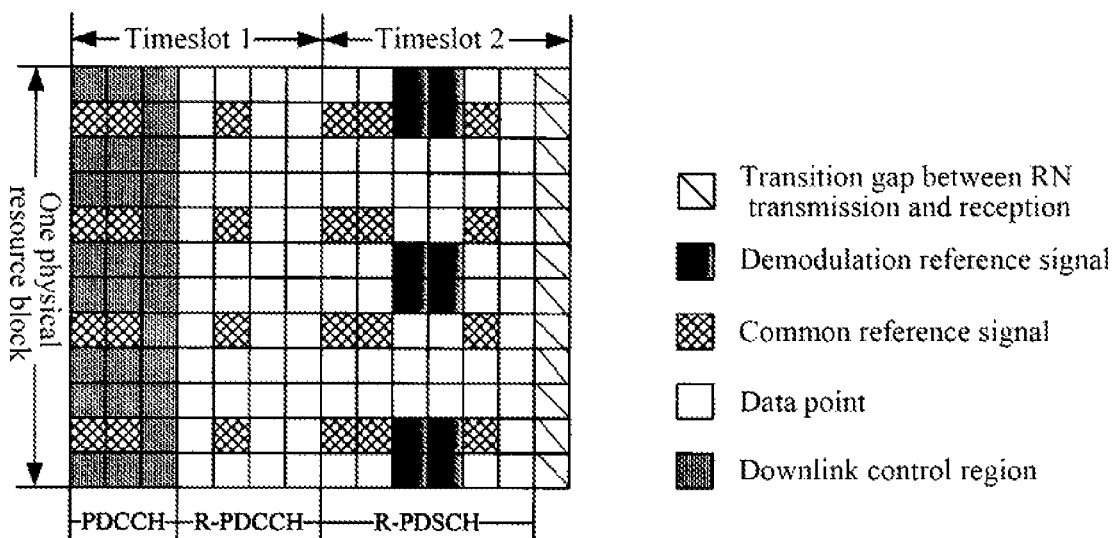 Timeslot 1 Timeslot 2
One physical
resource block
Transition gap between RN
transmission and reception
Demodulation reference signal
Common reference signal
Data point
Downlink control region
PDCCH R-PDCCH R-PDSCH